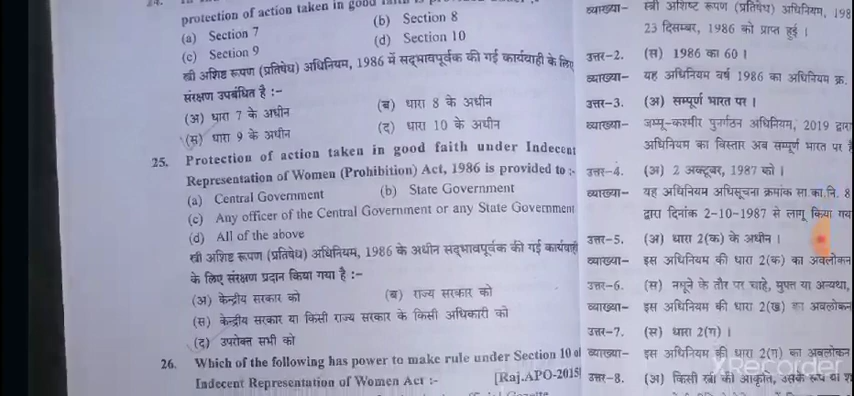 protection of action taken in good faith is
(a) Section 7 (b) Section 8
(c) Section 9 (d) Section 10
स्त्री अशिष्ट रूपण (प्रतिषेध) अधिनियम, 1986 में सद्‌भावपूर्वक की गई कार्यवाही के लिए
संरक्षण उपबंधित है :-
(अ) धारा 7 के अधीन (ब) धारा 8 के अधीन
(स) धारा 9 के अधीन (द) धारा 10 के अधीन
25. Protection of action taken in good faith under Indecent
Representation of Women (Prohibition) Act, 1986 is provided to :-
(a) Central Government (b) State Government
(c) Any officer of the Central Government or any State Government
(d) All of the above
स्त्री अशिष्ट रूपण (प्रतिषेध) अधिनियम, 1986 के अधीन सद्‌भावपूर्वक की गई कार्यवाही
के लिए संरक्षण प्रदान किया गया है :-
(अ) केन्द्रीय सरकार को (ब) राज्य सरकार को
(स) केन्द्रीय सरकार या किसी राज्य सरकार के किसी अधिकारी को
(द) उपरोक्त सभी को
26. Which of the following has power to make rule under Section 10 of
Indecent Representation of Women Act :- [Raj.APO-2015]
व्याख्या- स्त्री अशिष्ट रूपण (प्रतिषेध) अधिनियम, 198
23 दिसम्बर, 1986 को प्राप्त हुई ।
उत्तर-2. (स) 1986 का 60 ।
व्याख्या- यह अधिनियम वर्ष 1986 का अधिनियम क्र.
उत्तर-3. (अ) सम्पूर्ण भारत पर ।
व्याख्या- जम्मू-कश्मीर पुनर्गठन अधिनियम, 2019 द्वारा
अधिनियम का विस्तार अब सम्पूर्ण भारत पर है
उत्तर-4. (अ) 2 अक्टूबर, 1987 को ।
व्याख्या- यह अधिनियम अधिसूचना क्रमांक सा.का.नि. 8
द्वारा दिनांक 2-10-1987 से लागू किया गया
उत्तर-5. (अ) धारा 2(क) के अधीन ।
व्याख्या- इस अधिनियम की धारा 2(क) का अवलोकन
उत्तर-6. (स) नमूने के तौर पर चाहे, मुफ्त या अन्यथा,
व्याख्या- इस अधिनियम की धारा 2(ख) का अवलोकन
उत्तर-7. (स) धारा 2(ग) ।
व्याख्या- इस अधिनियम की धारा 2(ग) का अवलोकन
उत्तर-8. (अ) किसी स्त्री की आकृति, उसके रूप या श
XRecorder